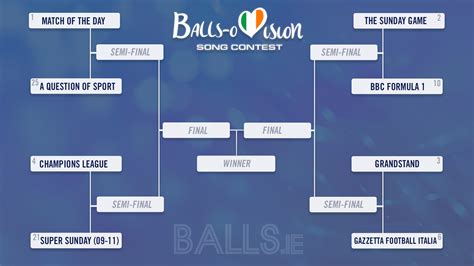 BALLS-O VISION
SONG CONTEST
1
MATCH OF THE DAY
SEMI-FINAL
25
A QUESTION OF SPORT
4
CHAMPIONS LEAGUE
SEMI-FINAL
21
SUPER SUNDAY (09-11)
FINAL
FINAL
WINNER
2
THE SUNDAY GAME
SEMI-FINAL
10
BBC FORMULA 1
3
GRANDSTAND
SEMI-FINAL
GAZZETTA FOOTBALL ITALIA
BALLS.IE